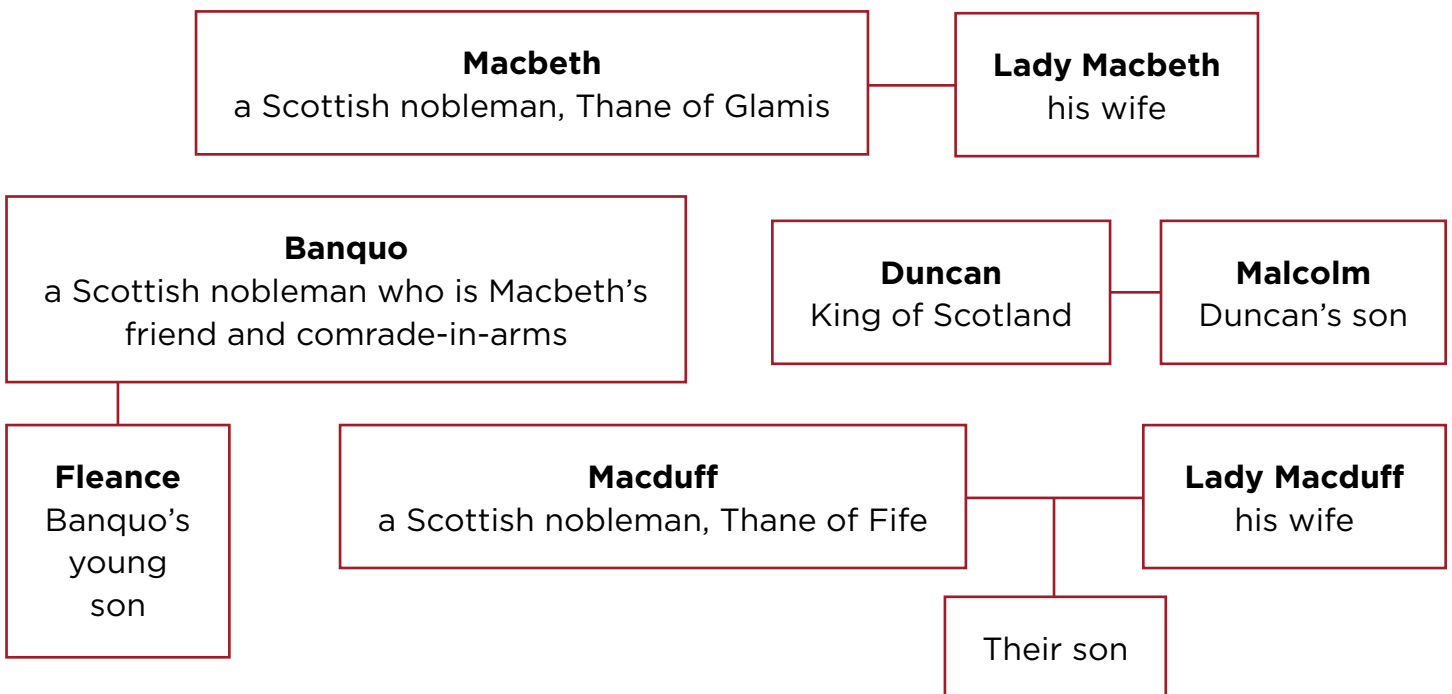 Macbeth
a Scottish nobleman, Thane of Glamis
Lady Macbeth
his wife
Banquo
a Scottish nobleman who is Macbeth’s
friend and comrade-in-arms
Duncan
King of Scotland
Malcolm
Duncan’s son
Fleance
Banquo’s
young
son
Macduff
a Scottish nobleman, Thane of Fife
Lady Macduff
his wife
Their son